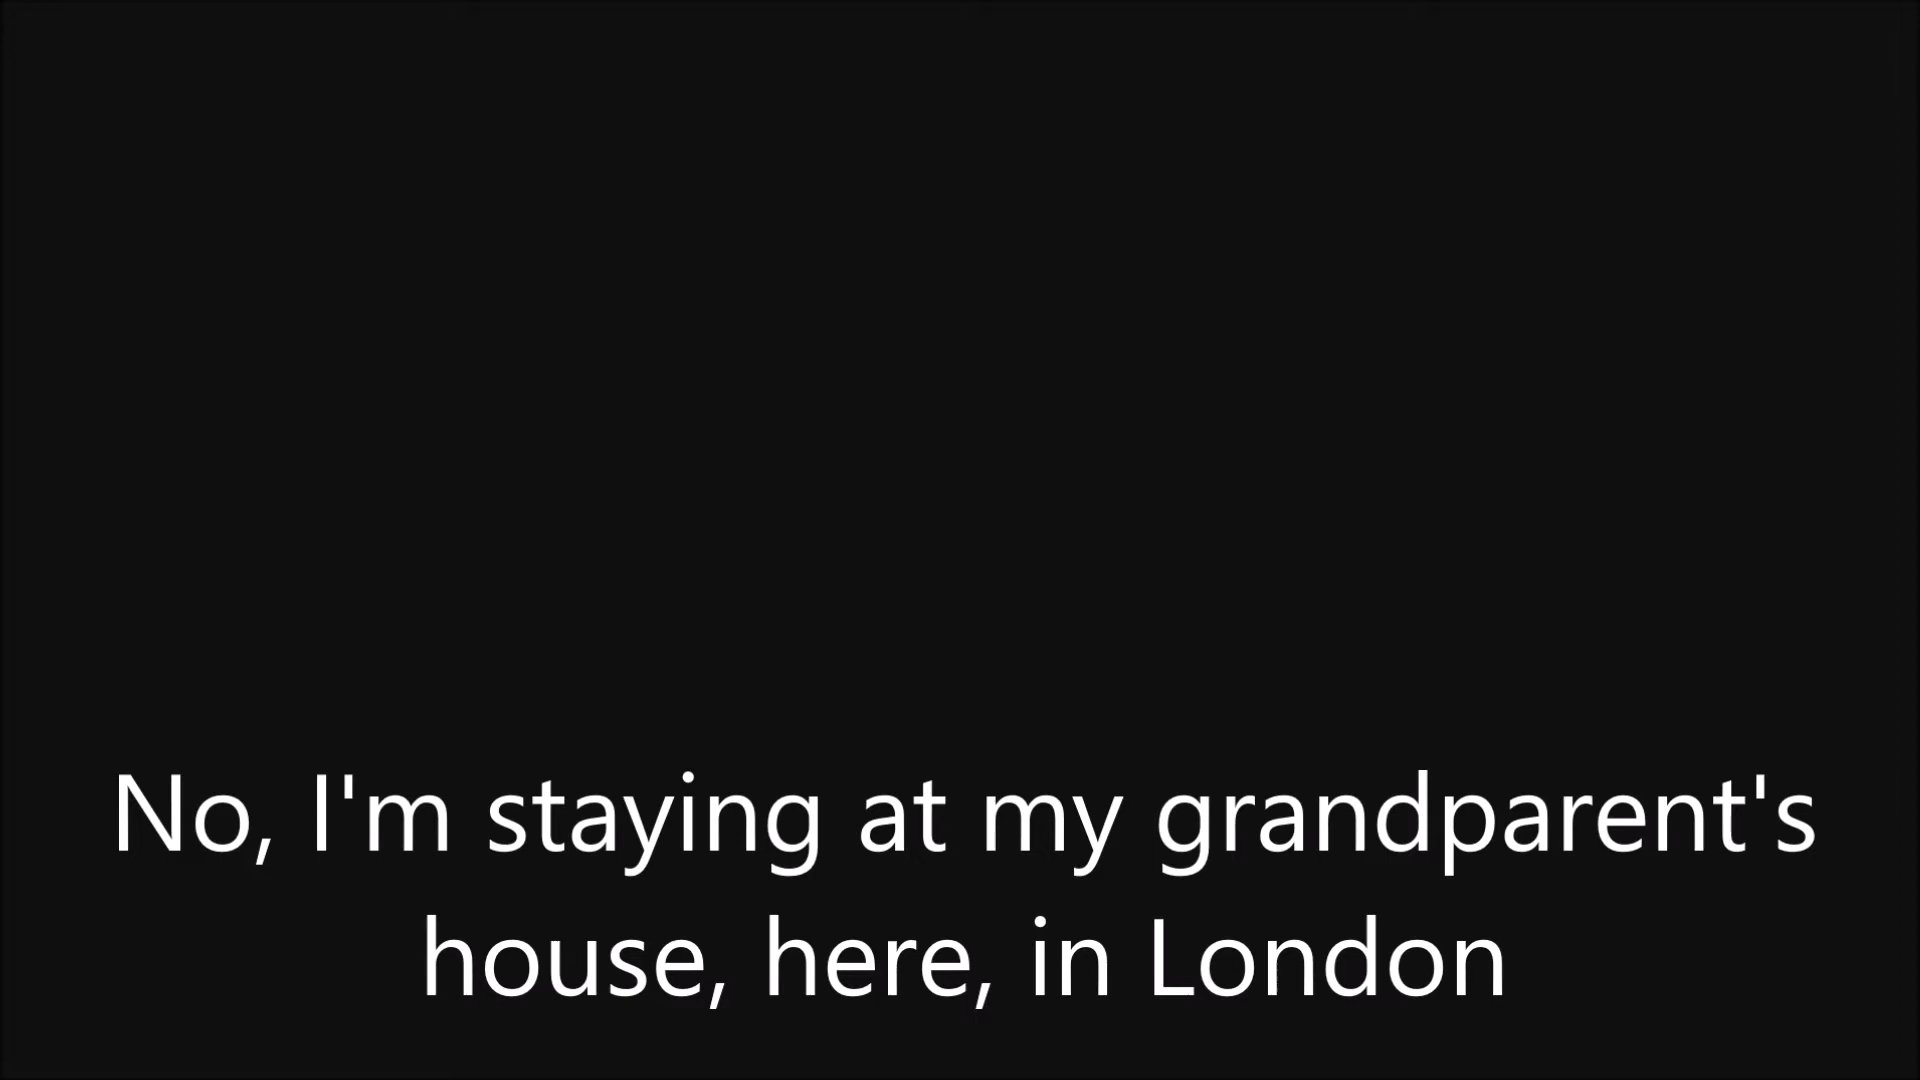 No, I'm staying at my grandparent's
house, here, in London